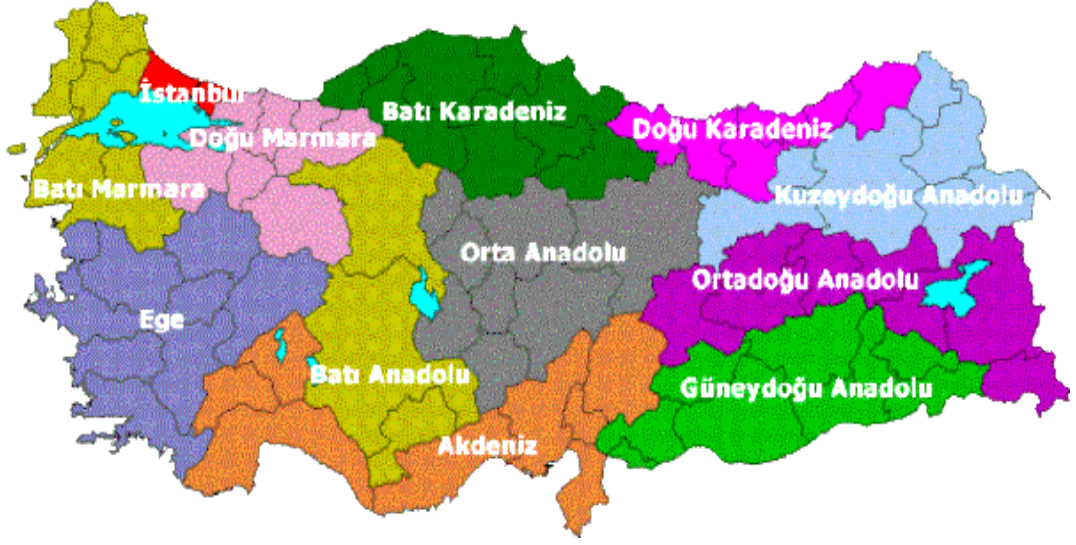 İstanbul
Batı Karadeniz
Doğu Karadeniz
Doğu Marmara
Batı Marmara
Kuzeydoğu Anadolu
Orta Anadolu
Ortadoğu Anadolu
Ege
Batı Anadolu
Güneydoğu Anadolu
Akdeniz